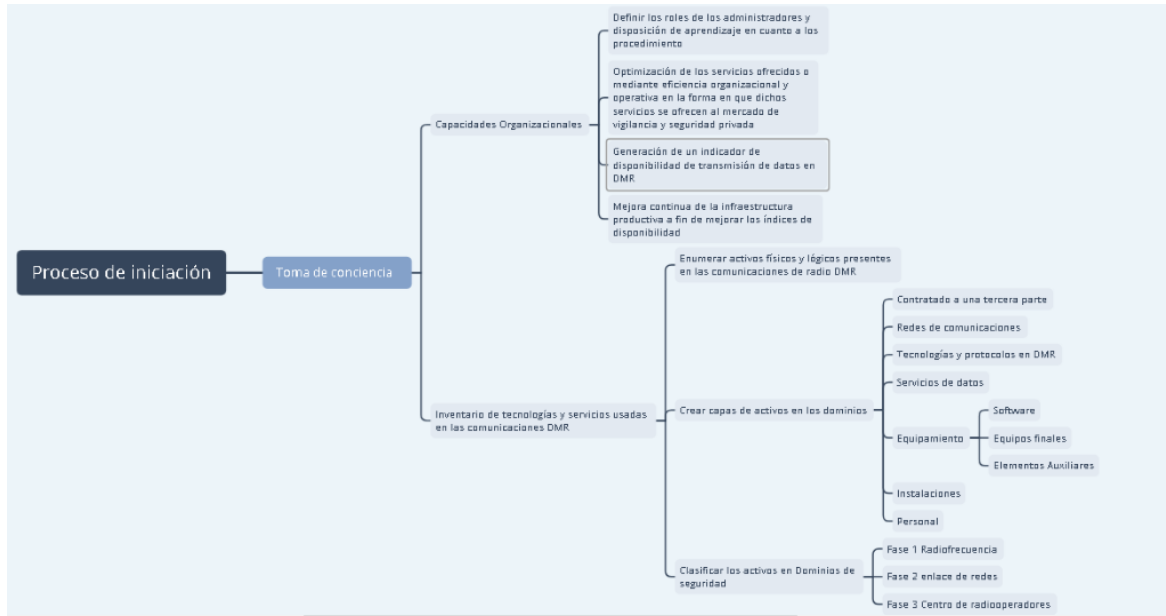 Definir los roles de los administradores y
disposición de aprendizaje en cuanto a los
procedimiento
Optimización de los servicios ofrecidos o
mediante eficiencia organizacional y
operativa en la forma en que dichos
servicios se ofrecen al mercado de
vigilancia y seguridad privada
Capacidades Organizacionales
Generación de un indicador de
disponibilidad de transmisión de datos en
DMR
Mejora continua de la infraestructura
productiva a fin de mejorar los índices de
disponibilidad
Proceso de iniciación
Toma de conciencia
Enumerar activos físicos y lógicos presentes
en las comunicaciones de radio DMR
Contratado a una tercera parte
Redes de comunicaciones
Tecnologías y protocolos en DMR
Servicios de datos
Inventario de tecnologías y servicios usadas
en las comunicaciones DMR
Crear capas de activos en los dominios
Equipamiento
Software
Equipos finales
Elementos Auxiliares
Instalaciones
Personal
Clasificar los activos en Dominios de
seguridad
Fase 1 Radiofrecuencia
Fase 2 enlace de redes
Fase 3 Centro de radiooperadores